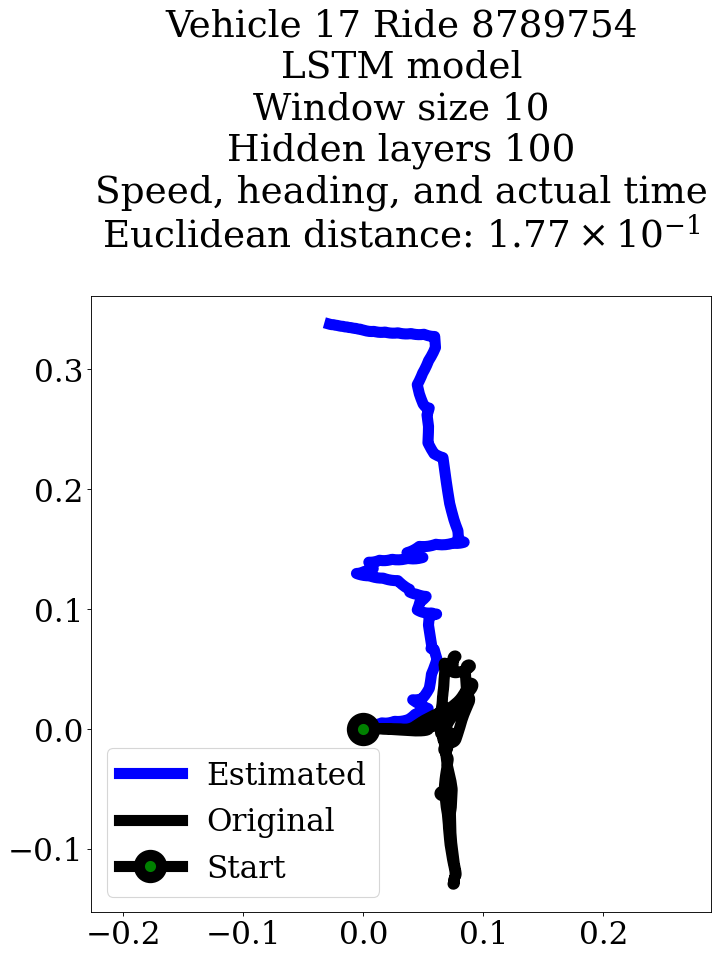 Vehicle 17 Ride 8789754
LSTM model
Window size 10
Hidden layers 100
Speed, heading, and actual time
Euclidean distance: 1.77 × 10⁻¹
0.3
0.2
0.1
0.0
−0.1
Estimated
Original
Start
−0.2
−0.1
0.0
0.1
0.2